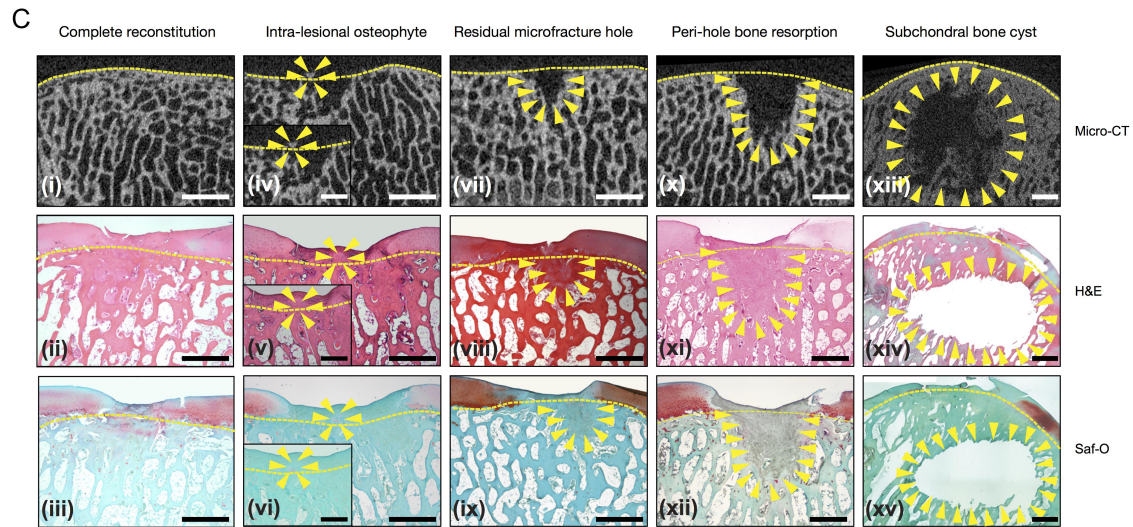 C
Complete reconstitution
Intra-lesional osteophyte
Residual microfracture hole
Peri-hole bone resorption
Subchondral bone cyst
(i)
(iv)
(vii)
(x)
(xiii)
Micro-CT
(ii)
(v)
(viii)
(xi)
(xiv)
H&E
(iii)
(vi)
(ix)
(xii)
(xv)
Saf-O